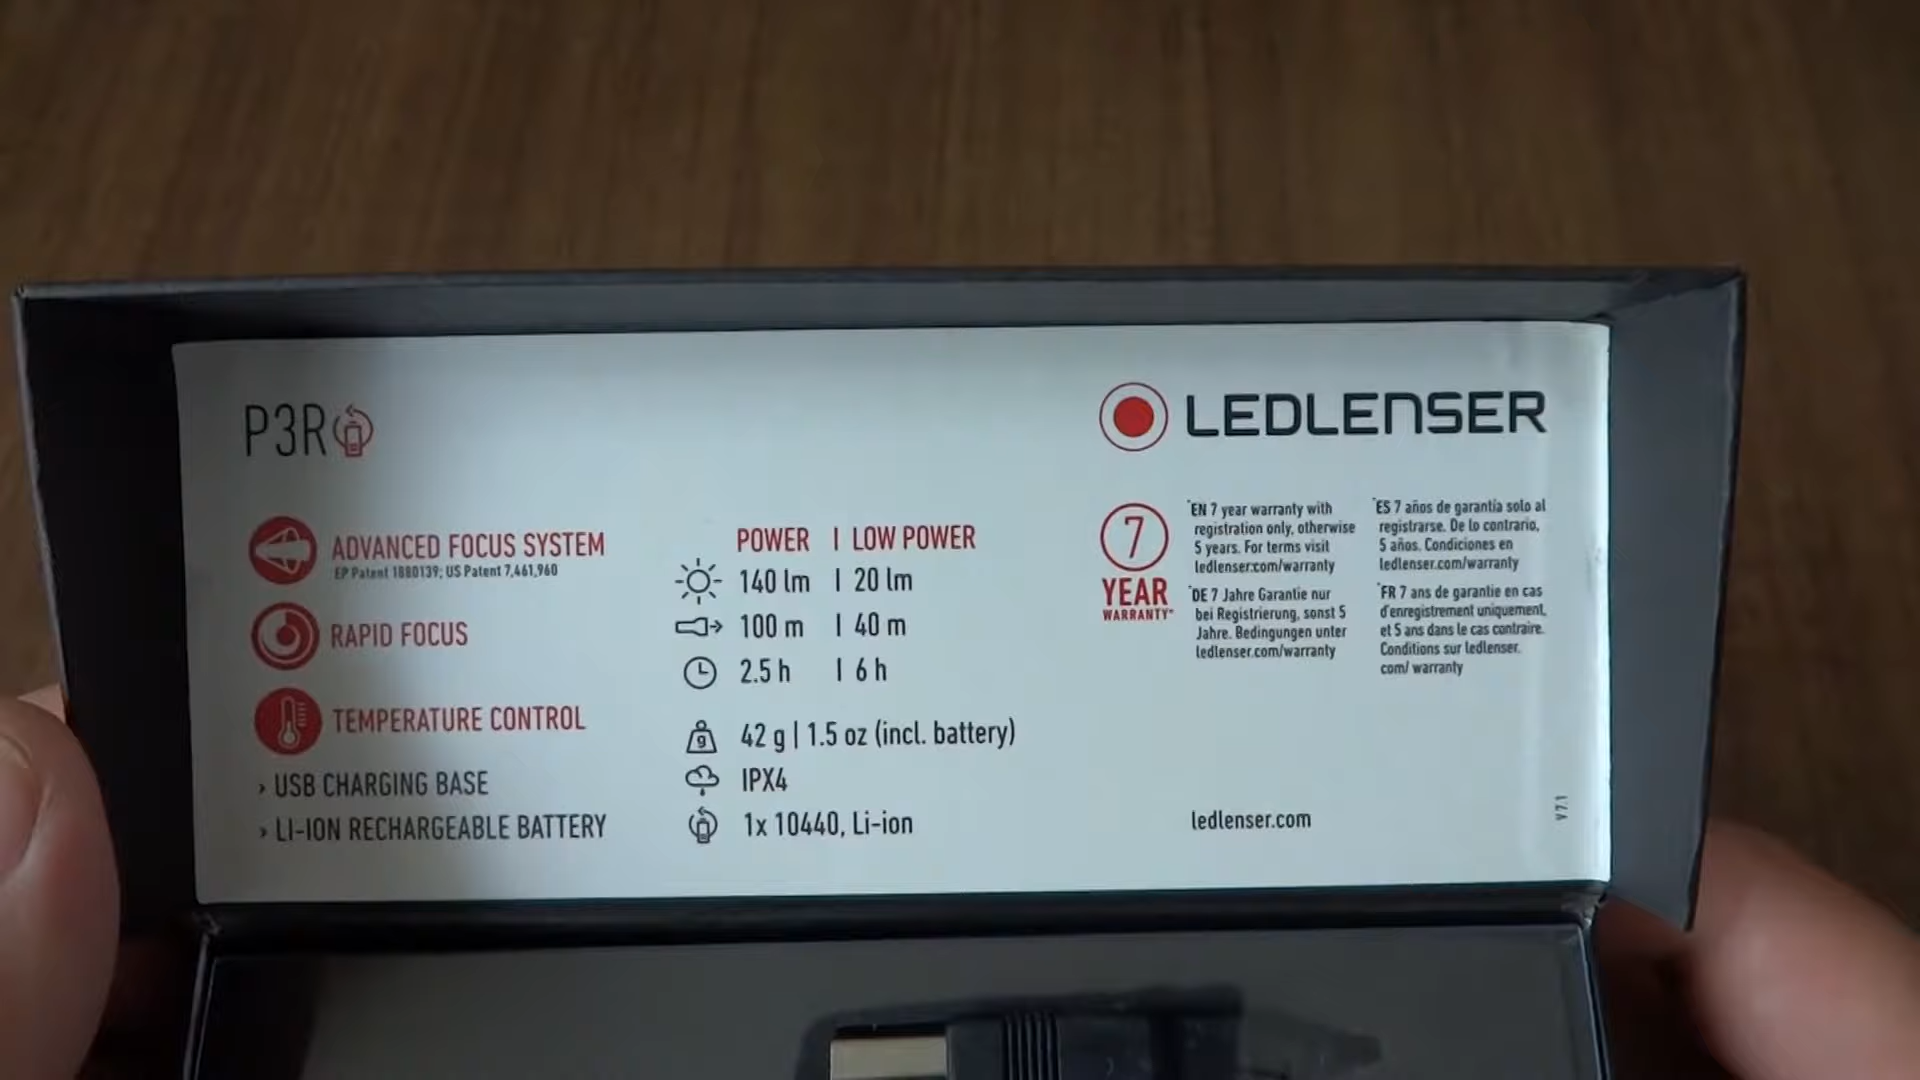 P3R
LEDLENSER
ADVANCED FOCUS SYSTEM
EP Patent 1880139; US Patent 7,461,960
RAPID FOCUS
TEMPERATURE CONTROL
› USB CHARGING BASE
› LI-ION RECHARGEABLE BATTERY
POWER | LOW POWER
140 lm | 20 lm
100 m | 40 m
2.5 h | 6 h
9
42 g | 1.5 oz (incl. battery)
IPX4
1x 10440, Li-ion
7
YEAR
WARRANTY*
*EN 7 year warranty with
registration only, otherwise
5 years. For terms visit
ledlenser.com/warranty
*DE 7 Jahre Garantie nur
bei Registrierung, sonst 5
Jahre. Bedingungen unter
ledlenser.com/warranty
*ES 7 años de garantía solo al
registrarse. De lo contrario,
5 años. Condiciones en
ledlenser.com/warranty
*FR 7 ans de garantie en cas
d'enregistrement uniquement,
et 5 ans dans le cas contraire.
Conditions sur ledlenser.
com/ warranty
ledlenser.com
V7.1